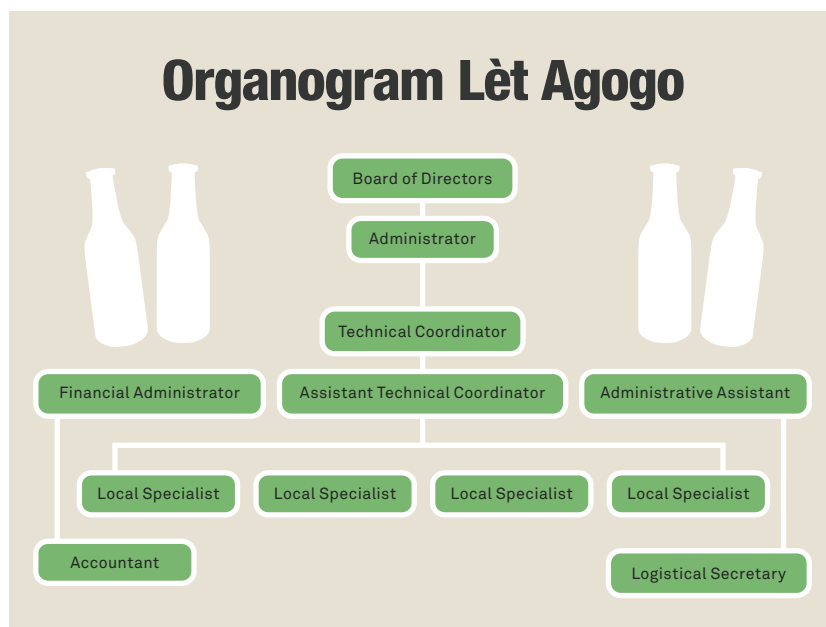 Organogram Lèt Agogo
Board of Directors
Administrator
Technical Coordinator
Financial Administrator
Assistant Technical Coordinator
Administrative Assistant
Local Specialist
Local Specialist
Local Specialist
Local Specialist
Accountant
Logistical Secretary